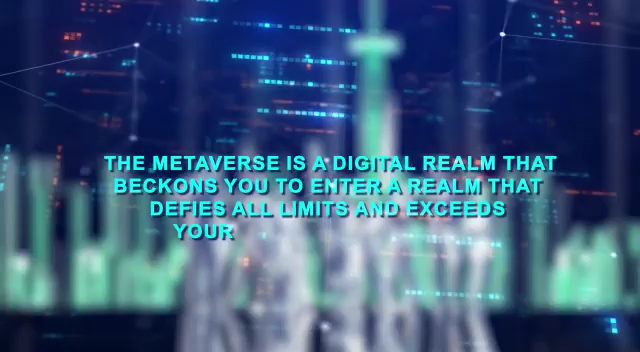 THE METAVERSE IS A DIGITAL REALM THAT
BECKONS YOU TO ENTER A REALM THAT
DEFIES ALL LIMITS AND EXCEEDS
YOUR